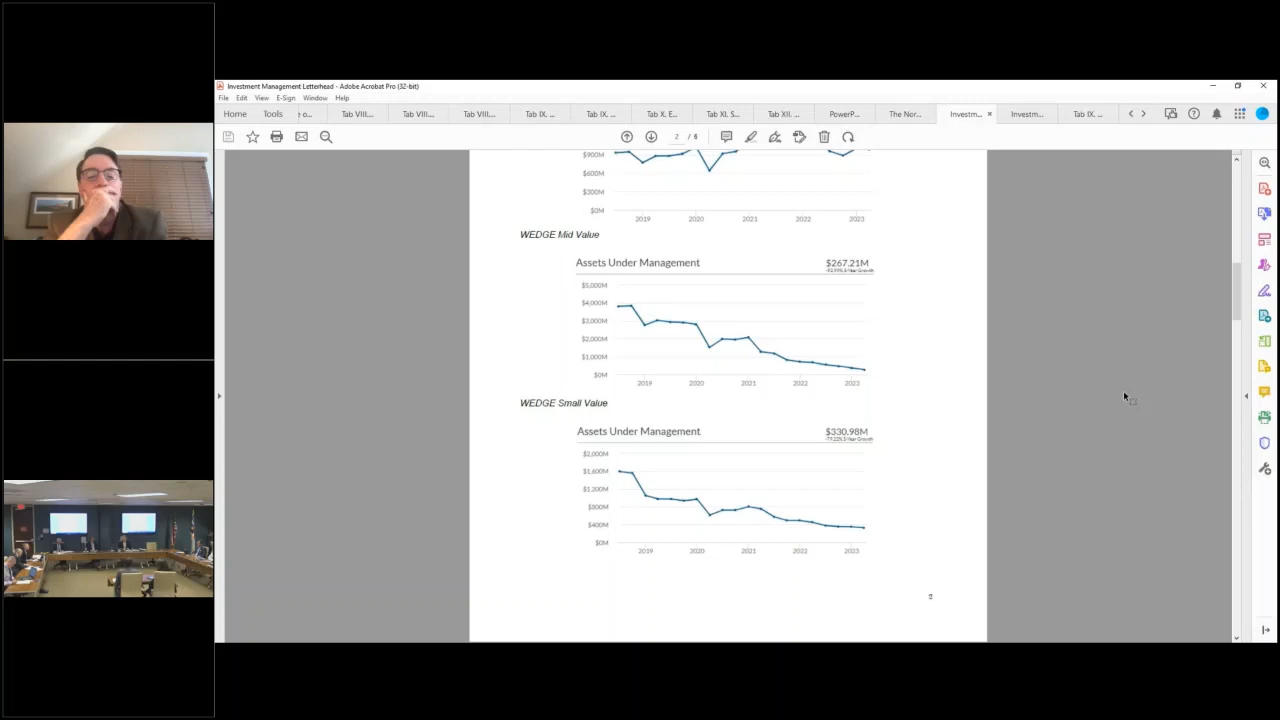 Investment Management Letterhead - Adobe Acrobat Pro (32-bit)
File Edit View E-Sign Window Help
Home Tools e o... Tab VIII.... Tab VIII.... Tab VIII.... Tab IX. ... Tab IX. ... Tab X. E... Tab XI. S... Tab XII. ... PowerP... The Nor... Investm... × Investm... Tab IX. ...
2 / 6
$900M
$600M
$300M
$0M
2019 2020 2021 2022 2023
WEDGE Mid Value
Assets Under Management $267.21M
$5,000M
$4,000M
$3,000M
$2,000M
$1,000M
$0M
2019 2020 2021 2022 2023
WEDGE Small Value
Assets Under Management $330.98M
$2,000M
$1,600M
$1,200M
$800M
$400M
$0M
2019 2020 2021 2022 2023
2